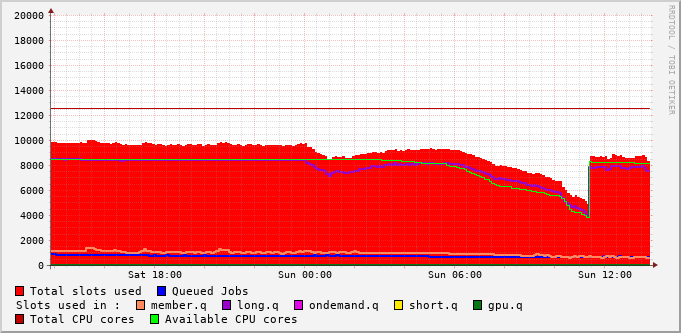 20000
18000
16000
14000
12000
10000
8000
6000
4000
2000
0
Sat 18:00 Sun 00:00 Sun 06:00 Sun 12:00
RRDTOOL / TOBI OETIKER
Total slots used Queued Jobs
Slots used in : member.q long.q ondemand.q short.q gpu.q
Total CPU cores Available CPU cores